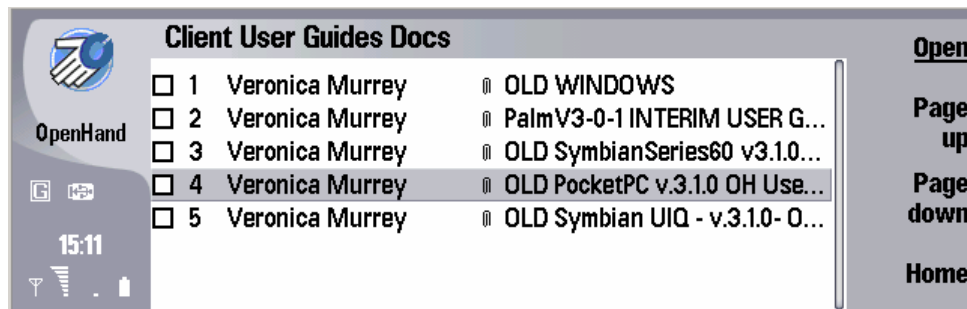 Client User Guides Docs
1 Veronica Murrey OLD WINDOWS
2 Veronica Murrey PalmV3-0-1 INTERIM USER G...
3 Veronica Murrey OLD SymbianSeries60 v3.1.0...
4 Veronica Murrey OLD PocketPC v.3.1.0 OH Use...
5 Veronica Murrey OLD Symbian UIQ - v.3.1.0- O...
OpenHand
G
15:11
Open
Page
up
Page
down
Home